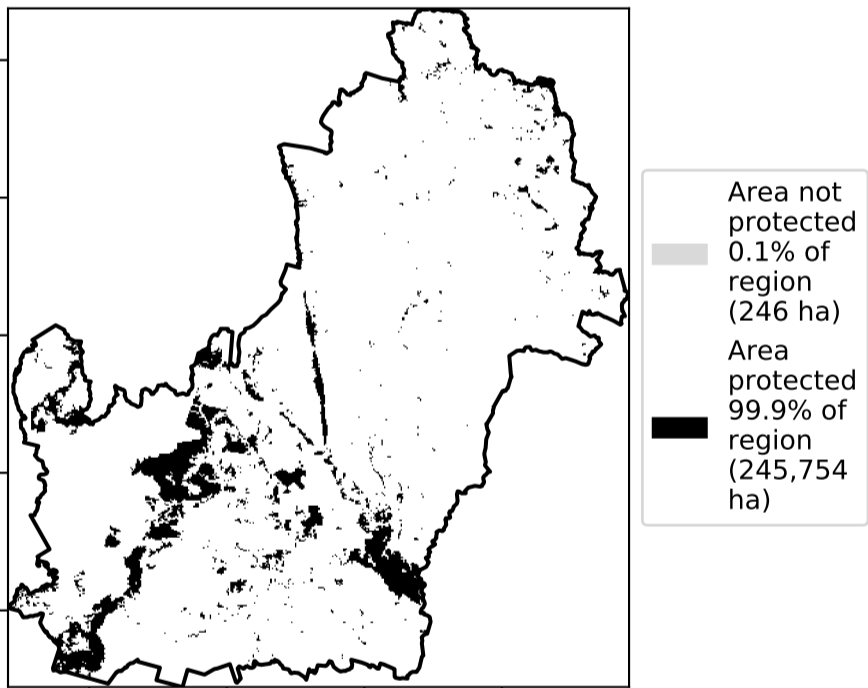 Area not
protected
0.1% of
region
(246 ha)
Area
protected
99.9% of
region
(245,754
ha)